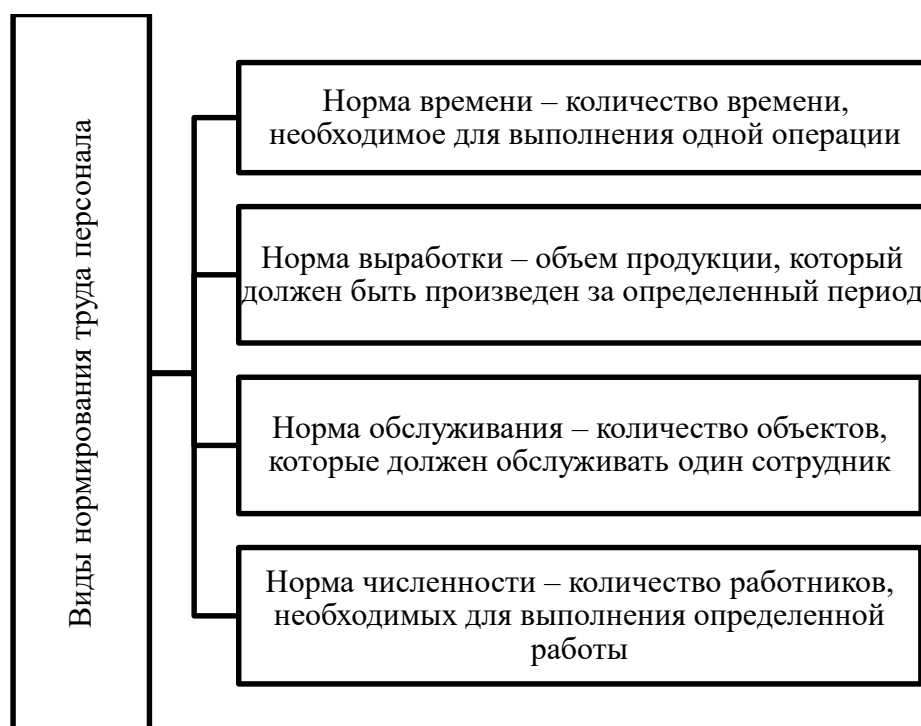 Виды нормирования труда персонала
Норма времени – количество времени,
необходимое для выполнения одной операции
Норма выработки – объем продукции, который
должен быть произведен за определенный период
Норма обслуживания – количество объектов,
которые должен обслуживать один сотрудник
Норма численности – количество работников,
необходимых для выполнения определенной
работы